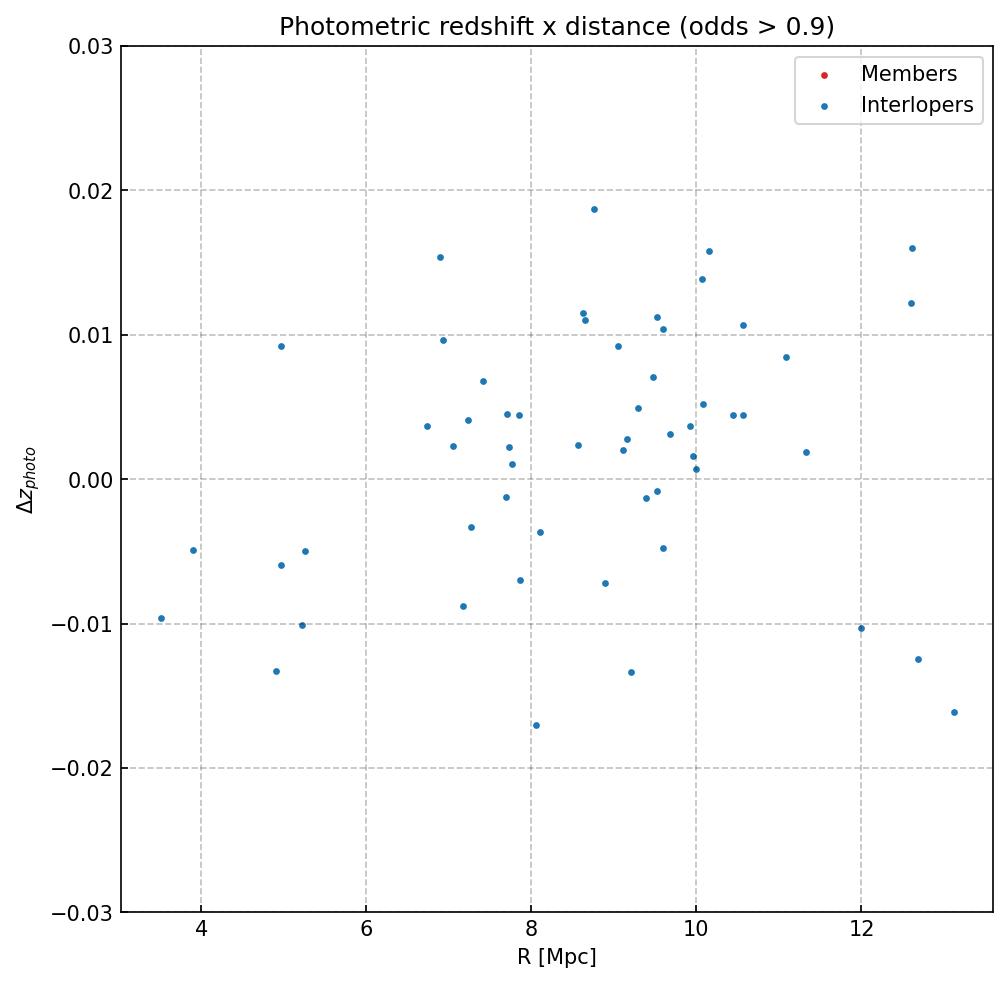 Photometric redshift x distance (odds > 0.9)
0.03
0.02
0.01
0.00
−0.01
−0.02
−0.03
Δz_photo
Members
Interlopers
4 6 8 10 12
R [Mpc]